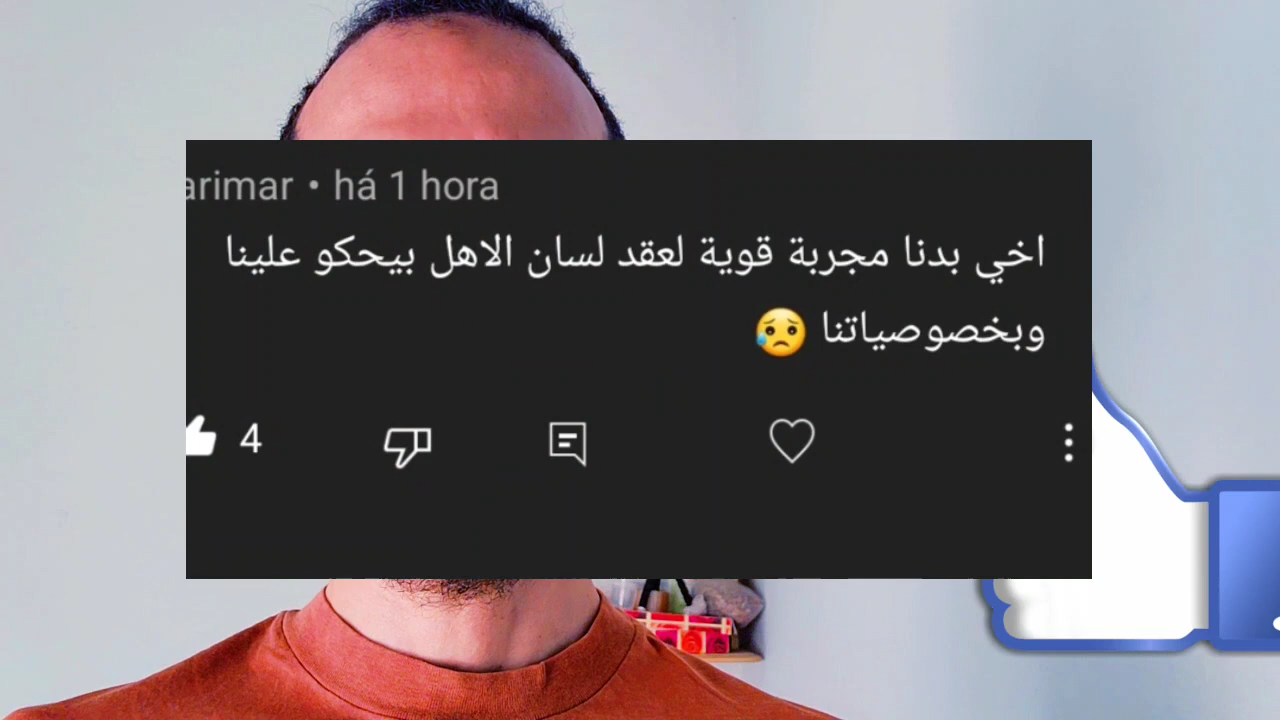 arimar • há 1 hora
اخي بدنا مجربة قوية لعقد لسان الاهل بيحكو علينا
وبخصوصياتنا 😥
4